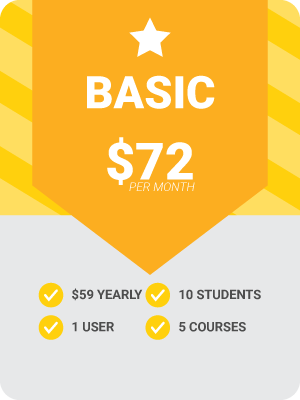 BASIC
$72
PER MONTH
$59 YEARLY
10 STUDENTS
1 USER
5 COURSES